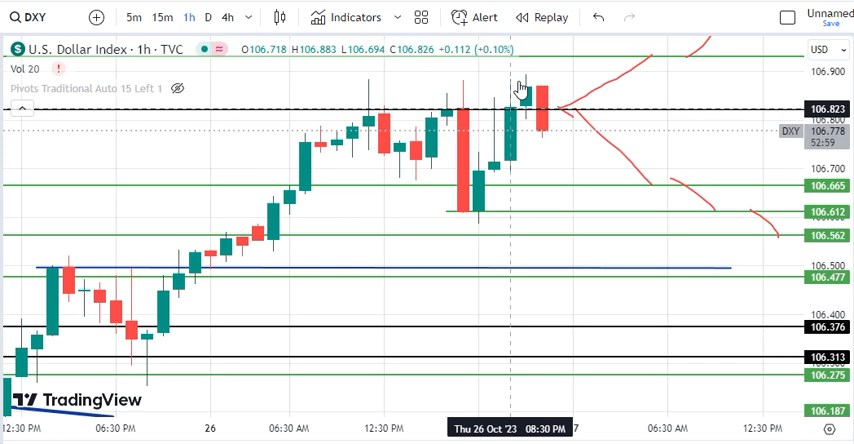 DXY 5m 15m 1h D 4h Indicators Alert Replay Unnamed
Save
S U.S. Dollar Index · 1h · TVC O106.718 H106.883 L106.694 C106.826 +0.112 (+0.10%) USD
Vol 20 !
106.900
Pivots Traditional Auto 15 Left 1
106.823
106.800
DXY 106.778
52:59
106.700
106.665
106.612
106.562
106.500
106.477
106.400
106.376
106.313
106.275
TradingView
106.187
12:30 PM 06:30 PM 26 06:30 AM 12:30 PM Thu 26 Oct '23 08:30 PM 7 06:30 AM 12:30 PM